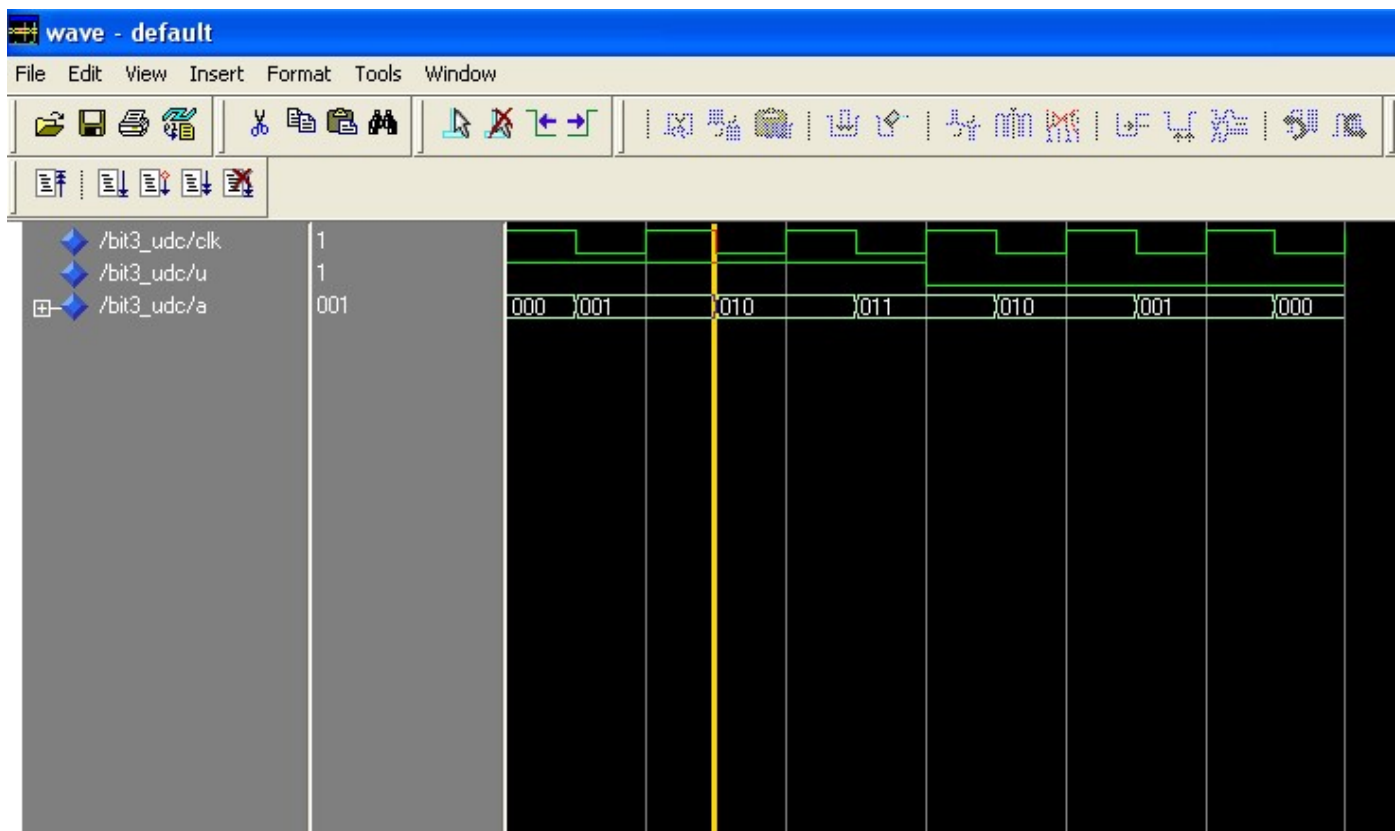 wave - default
File Edit View Insert Format Tools Window
/bit3_udc/clk 1
/bit3_udc/u 1
/bit3_udc/a 001 000 001 010 011 010 001 000